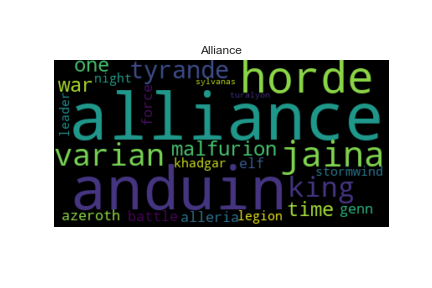 Alliance
one
tyrande
horde
sylvanas
war
night
force
turalyon
leader
alliance
varian
malfurion
jaina
khadgar
elf
stormwind
anduin
king
azeroth
battle
alleria
legion
time
genn